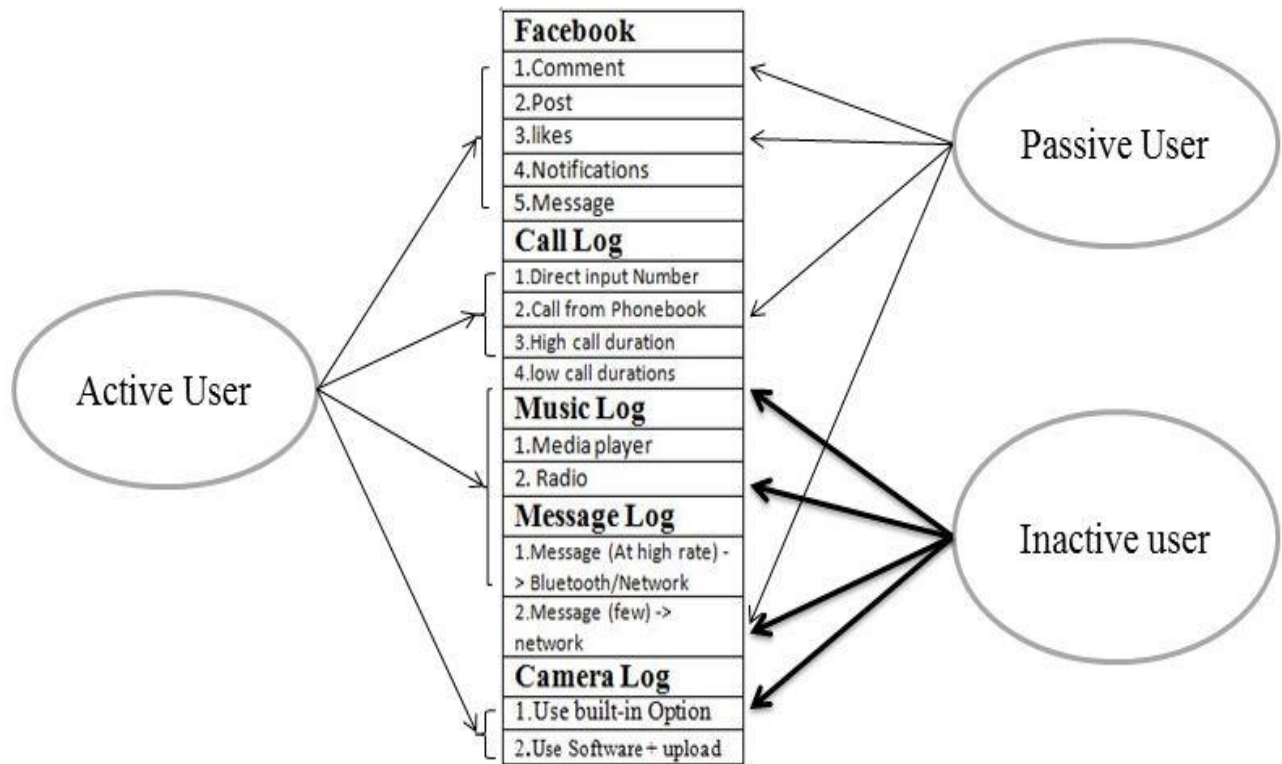 Facebook
1.Comment
2.Post
3.likes
4.Notifications
5.Message
Call Log
1.Direct input Number
2.Call from Phonebook
3.High call duration
4.low call durations
Music Log
1.Media player
2. Radio
Message Log
1.Message (At high rate) -
> Bluetooth/Network
2.Message (few) ->
network
Camera Log
1.Use built-in Option
2.Use Software + upload
Active User
Passive User
Inactive user